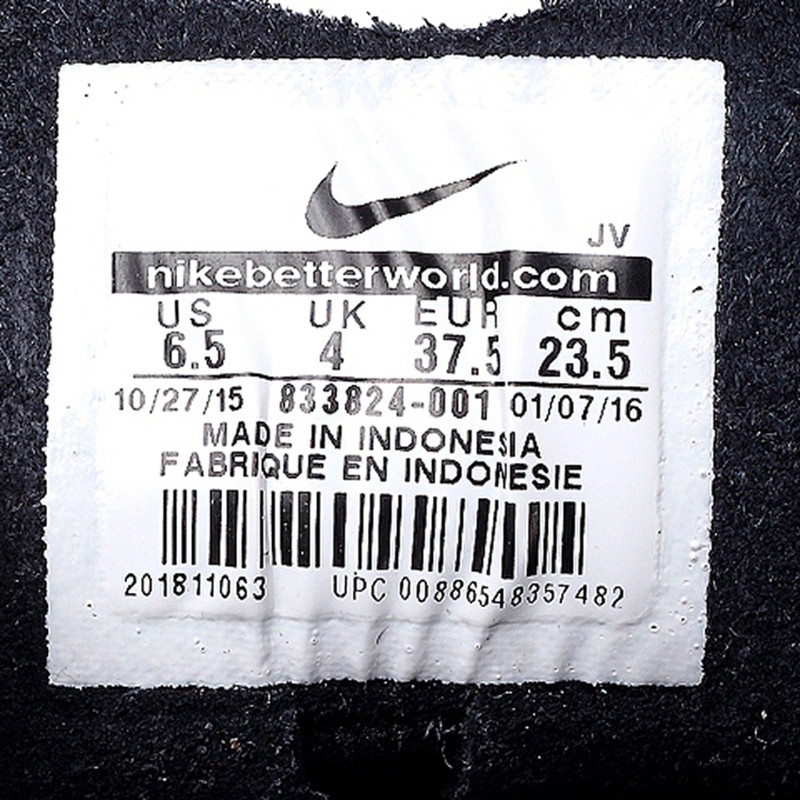 JV
nikebetterworld.com
US UK EUR cm
6.5 4 37.5 23.5
10/27/15 833824-001 01/07/16
MADE IN INDONESIA
FABRIQUE EN INDONESIE
201811063 UPC 00886548357482